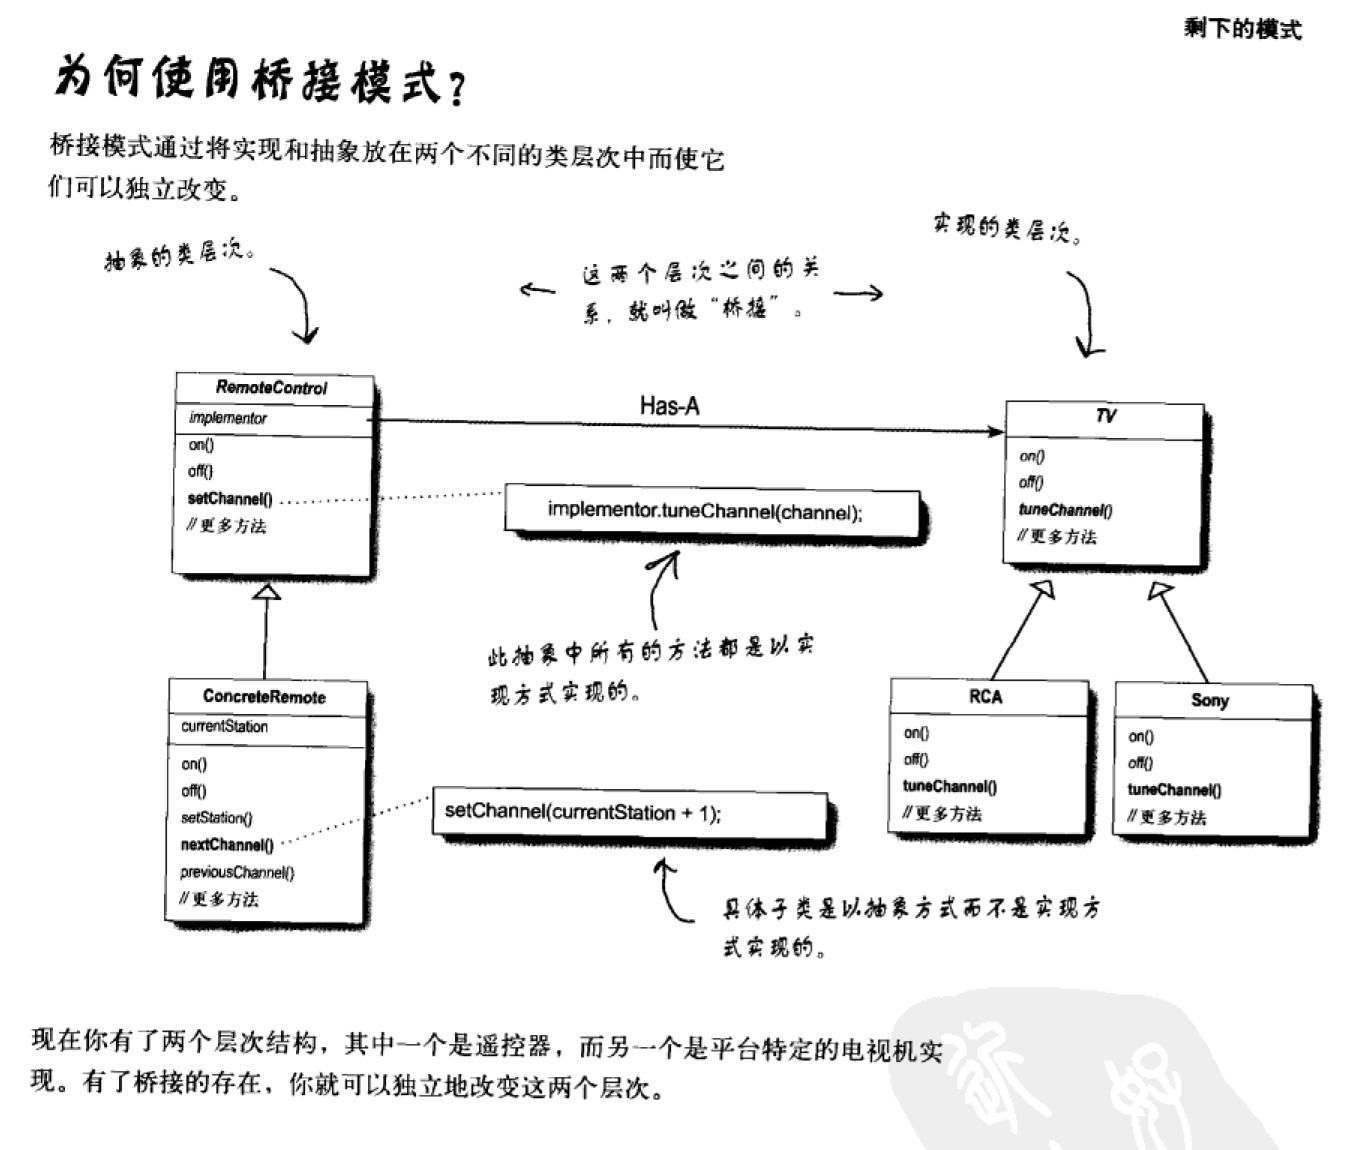 剩下的模式
为何使用桥接模式?
桥接模式通过将实现和抽象放在两个不同的类层次中而使它
们可以独立改变。
抽象的类层次。
这两个层次之间的关
系，就叫做“桥接”。
实现的类层次。
RemoteControl
implementor
on()
off()
setChannel()
//更多方法
Has-A
TV
on()
off()
tuneChannel()
//更多方法
implementor.tuneChannel(channel);
此抽象中所有的方法都是以实
现方式实现的。
ConcreteRemote
currentStation
on()
off()
setStation()
nextChannel()
previousChannel()
//更多方法
setChannel(currentStation + 1);
RCA
on()
off()
tuneChannel()
//更多方法
Sony
on()
off()
tuneChannel()
//更多方法
具体子类是以抽象方式而不是实现方
式实现的。
现在你有了两个层次结构，其中一个是遥控器，而另一个是平台特定的电视机实
现。有了桥接的存在，你就可以独立地改变这两个层次。